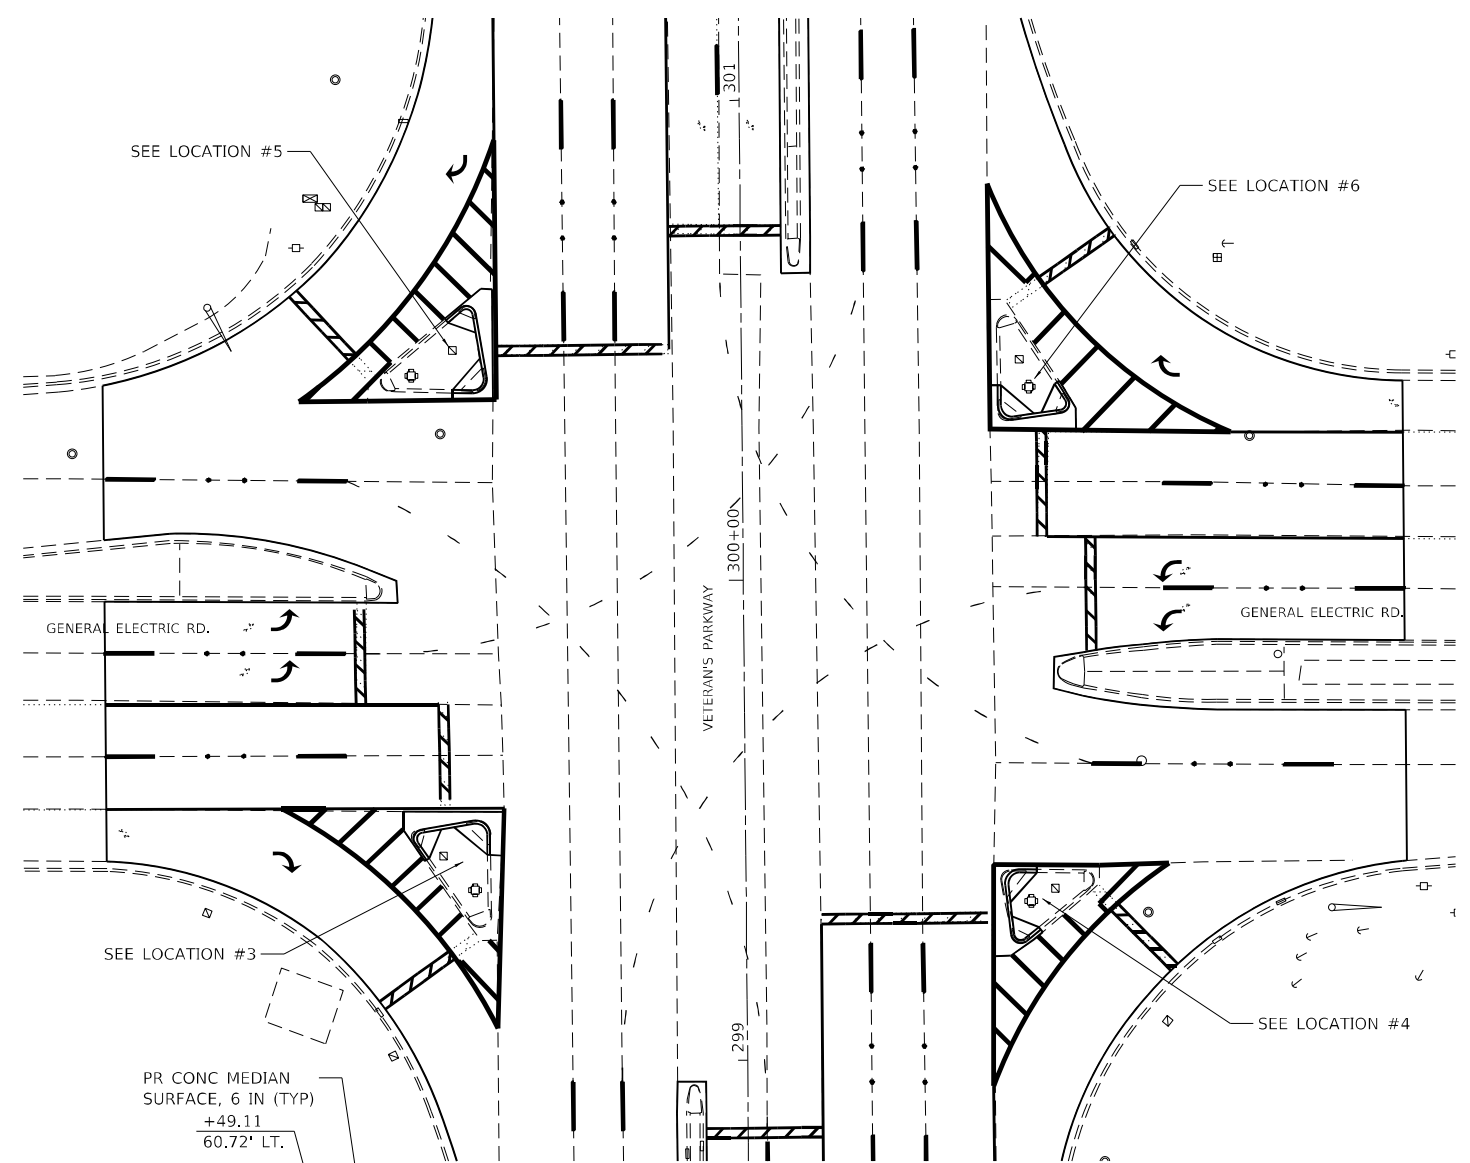 301
SEE LOCATION #5
SEE LOCATION #6
300+00
VETERAN'S PARKWAY
GENERAL ELECTRIC RD.
GENERAL ELECTRIC RD.
SEE LOCATION #3
SEE LOCATION #4
299
PR CONC MEDIAN
SURFACE, 6 IN (TYP)
+49.11
60.72' LT.